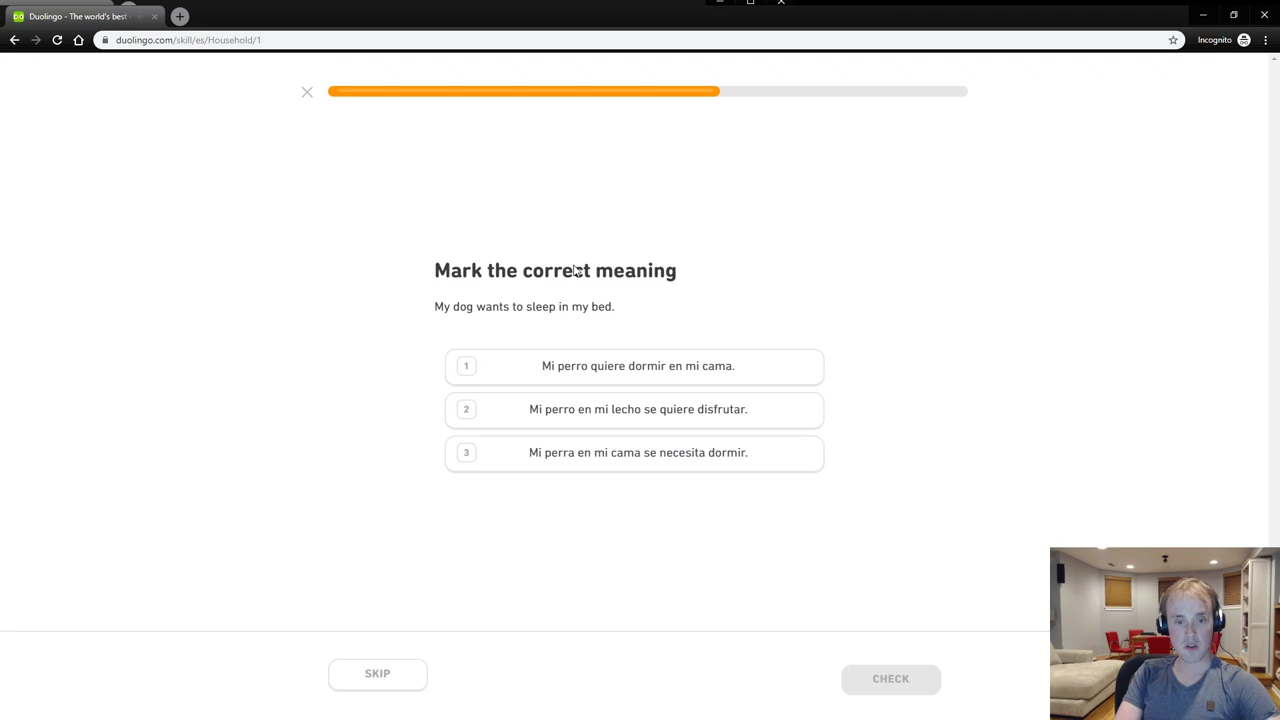 Duolingo - The world's best
duolingo.com/skill/es/Household/1
Incognito
Mark the correct meaning
My dog wants to sleep in my bed.
1 Mi perro quiere dormir en mi cama.
2 Mi perro en mi lecho se quiere disfrutar.
3 Mi perra en mi cama se necesita dormir.
SKIP
CHECK